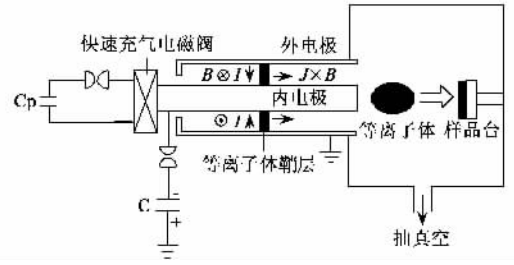 快速充气电磁阀
外电极
B⊗I J×B
内电极
Cp
⊙I
等离子体 样品台
等离子体鞘层
C
-
+
抽真空